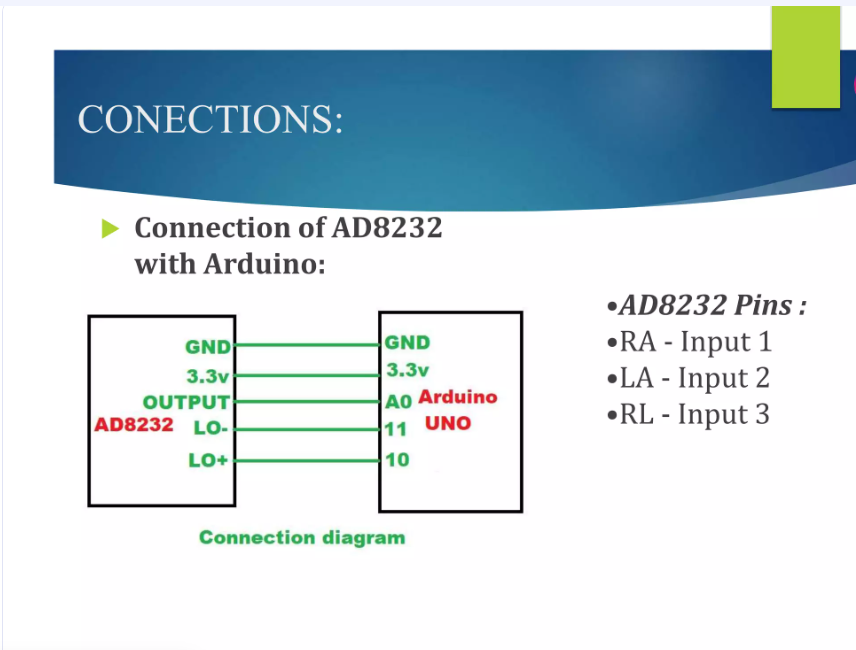 CONECTIONS:
Connection of AD8232
with Arduino:
GND GND
3.3v 3.3v
OUTPUT A0 Arduino
AD8232 LO- 11 UNO
LO+ 10
Connection diagram
•AD8232 Pins :
•RA - Input 1
•LA - Input 2
•RL - Input 3